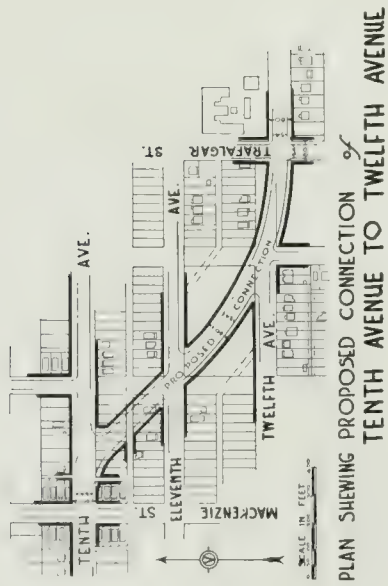 TENTH AVE.
ELEVENTH AVE.
TWELFTH AVE
MACKENZIE ST.
TRAFALGAR ST.
PROPOSED CONNECTION
SCALE IN FEET
PLAN SHEWING PROPOSED CONNECTION of
TENTH AVENUE TO TWELFTH AVENUE